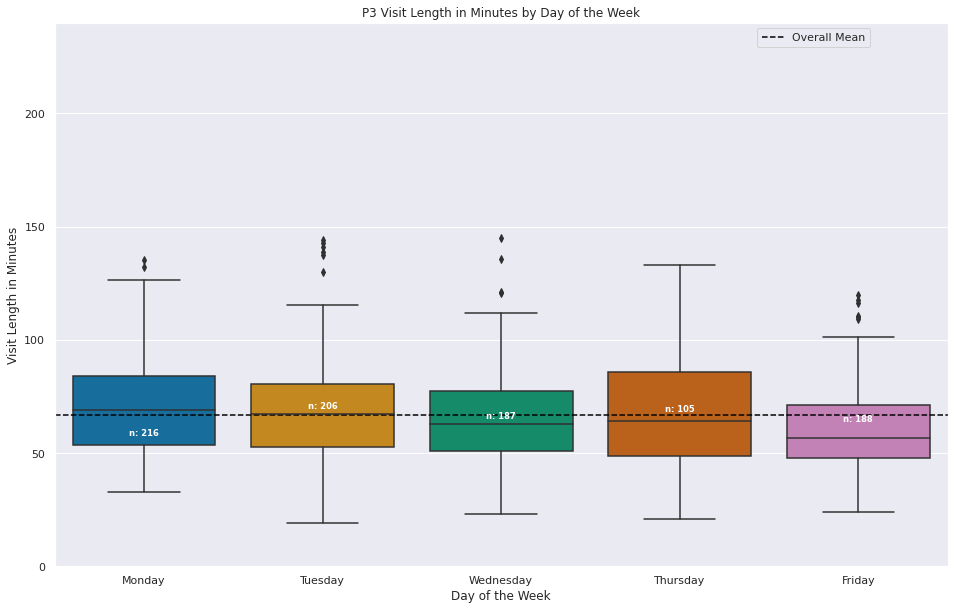 P3 Visit Length in Minutes by Day of the Week
Overall Mean
Visit Length in Minutes
200
150
100
50
0
n: 216
n: 206
n: 187
n: 105
n: 188
Monday
Tuesday
Wednesday
Thursday
Friday
Day of the Week